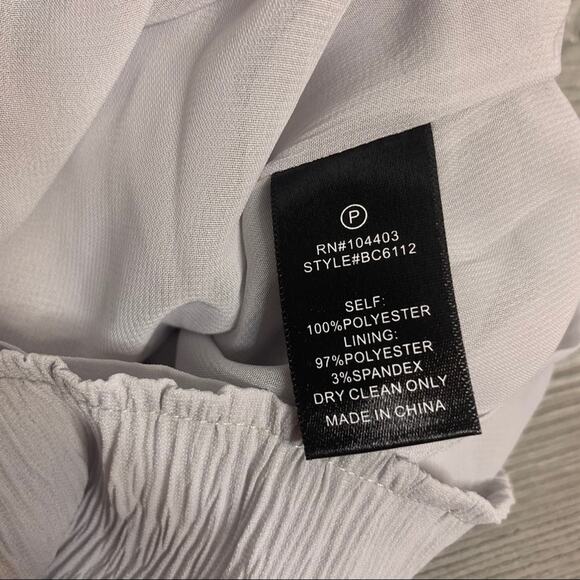 P
RN#104403
STYLE#BC6112
SELF:
100%POLYESTER
LINING:
97%POLYESTER
3%SPANDEX
DRY CLEAN ONLY
MADE IN CHINA